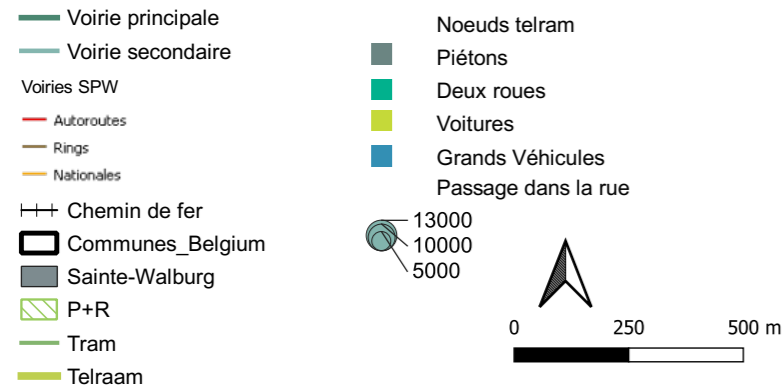 Voirie principale
Voirie secondaire
Voiries SPW
Autoroutes
Rings
Nationales
Chemin de fer
Communes_Belgium
Sainte-Walburg
P+R
Tram
Telraam
Noeuds telram
Piétons
Deux roues
Voitures
Grands Véhicules
Passage dans la rue
13000
10000
5000
0 250 500 m